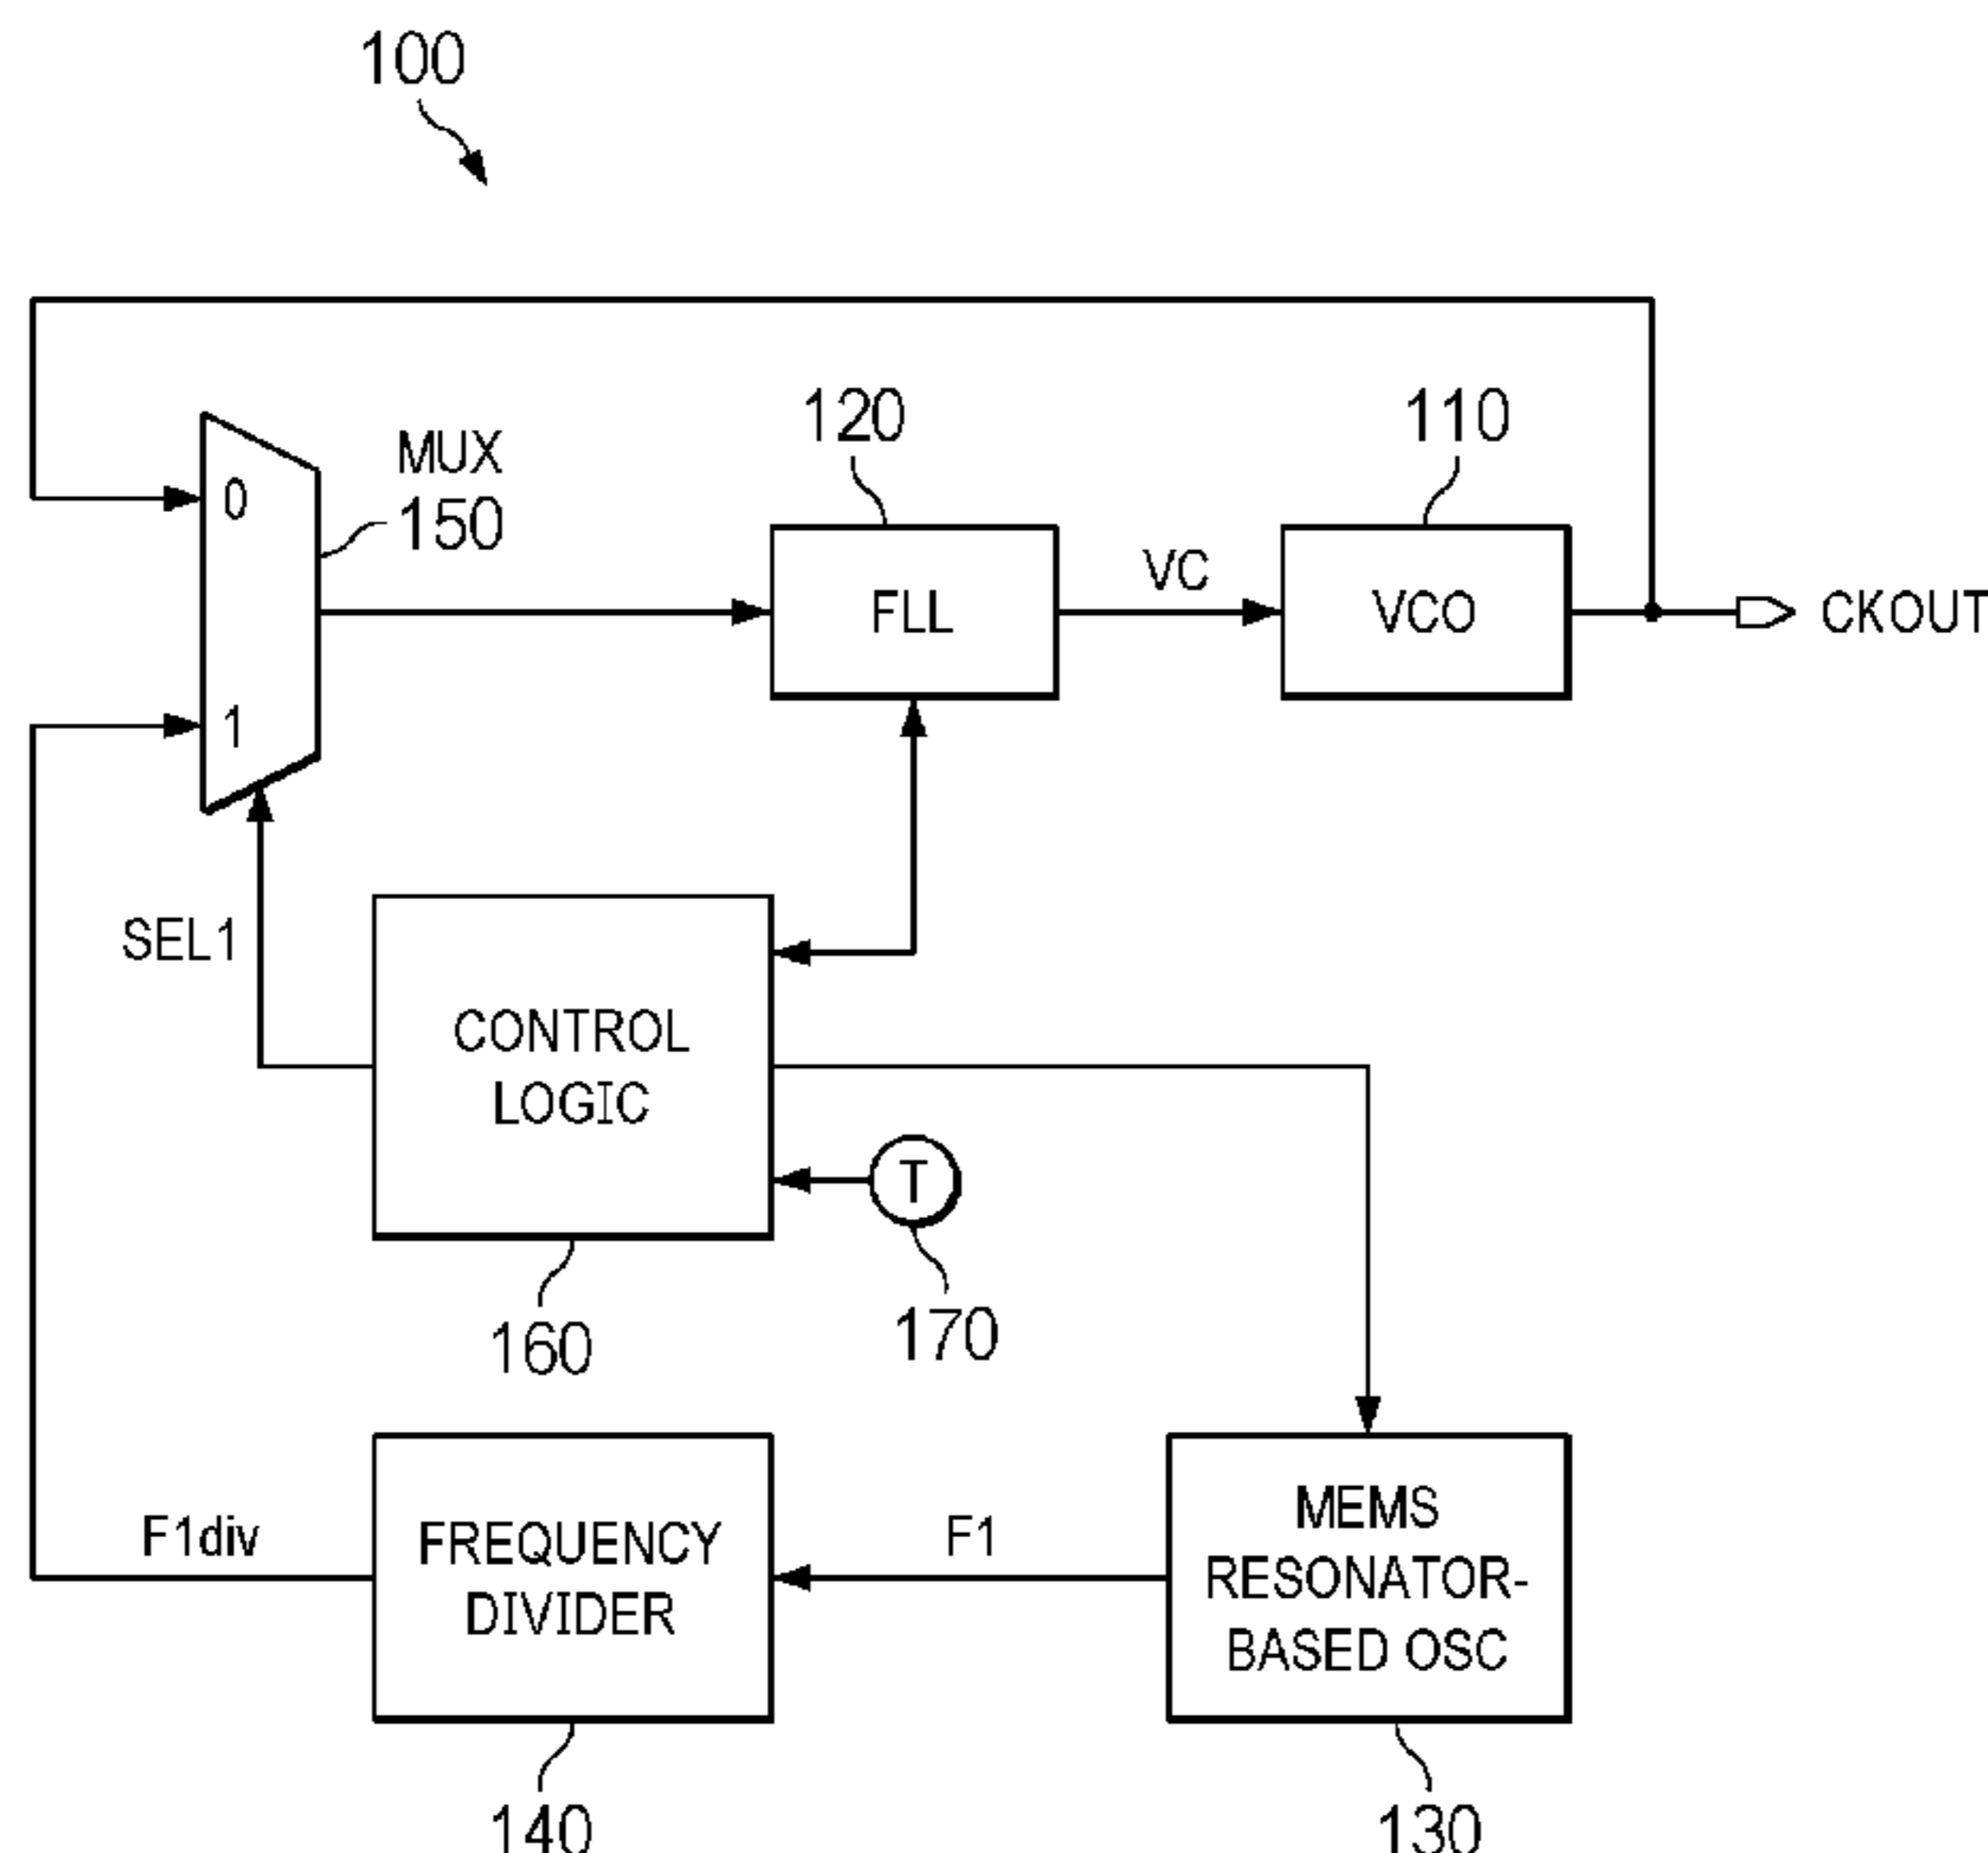 100
MUX
150
0
1
120
FLL
VC
110
VCO
CKOUT
SEL1
CONTROL
LOGIC
T
160
170
F1div
FREQUENCY
DIVIDER
F1
MEMS
RESONATOR-
BASED OSC
140
130